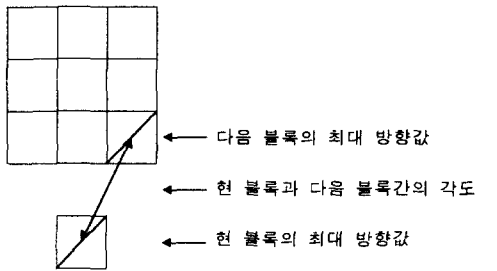 다음 블록의 최대 방향값
현 블록과 다음 블록간의 각도
현 블록의 최대 방향값